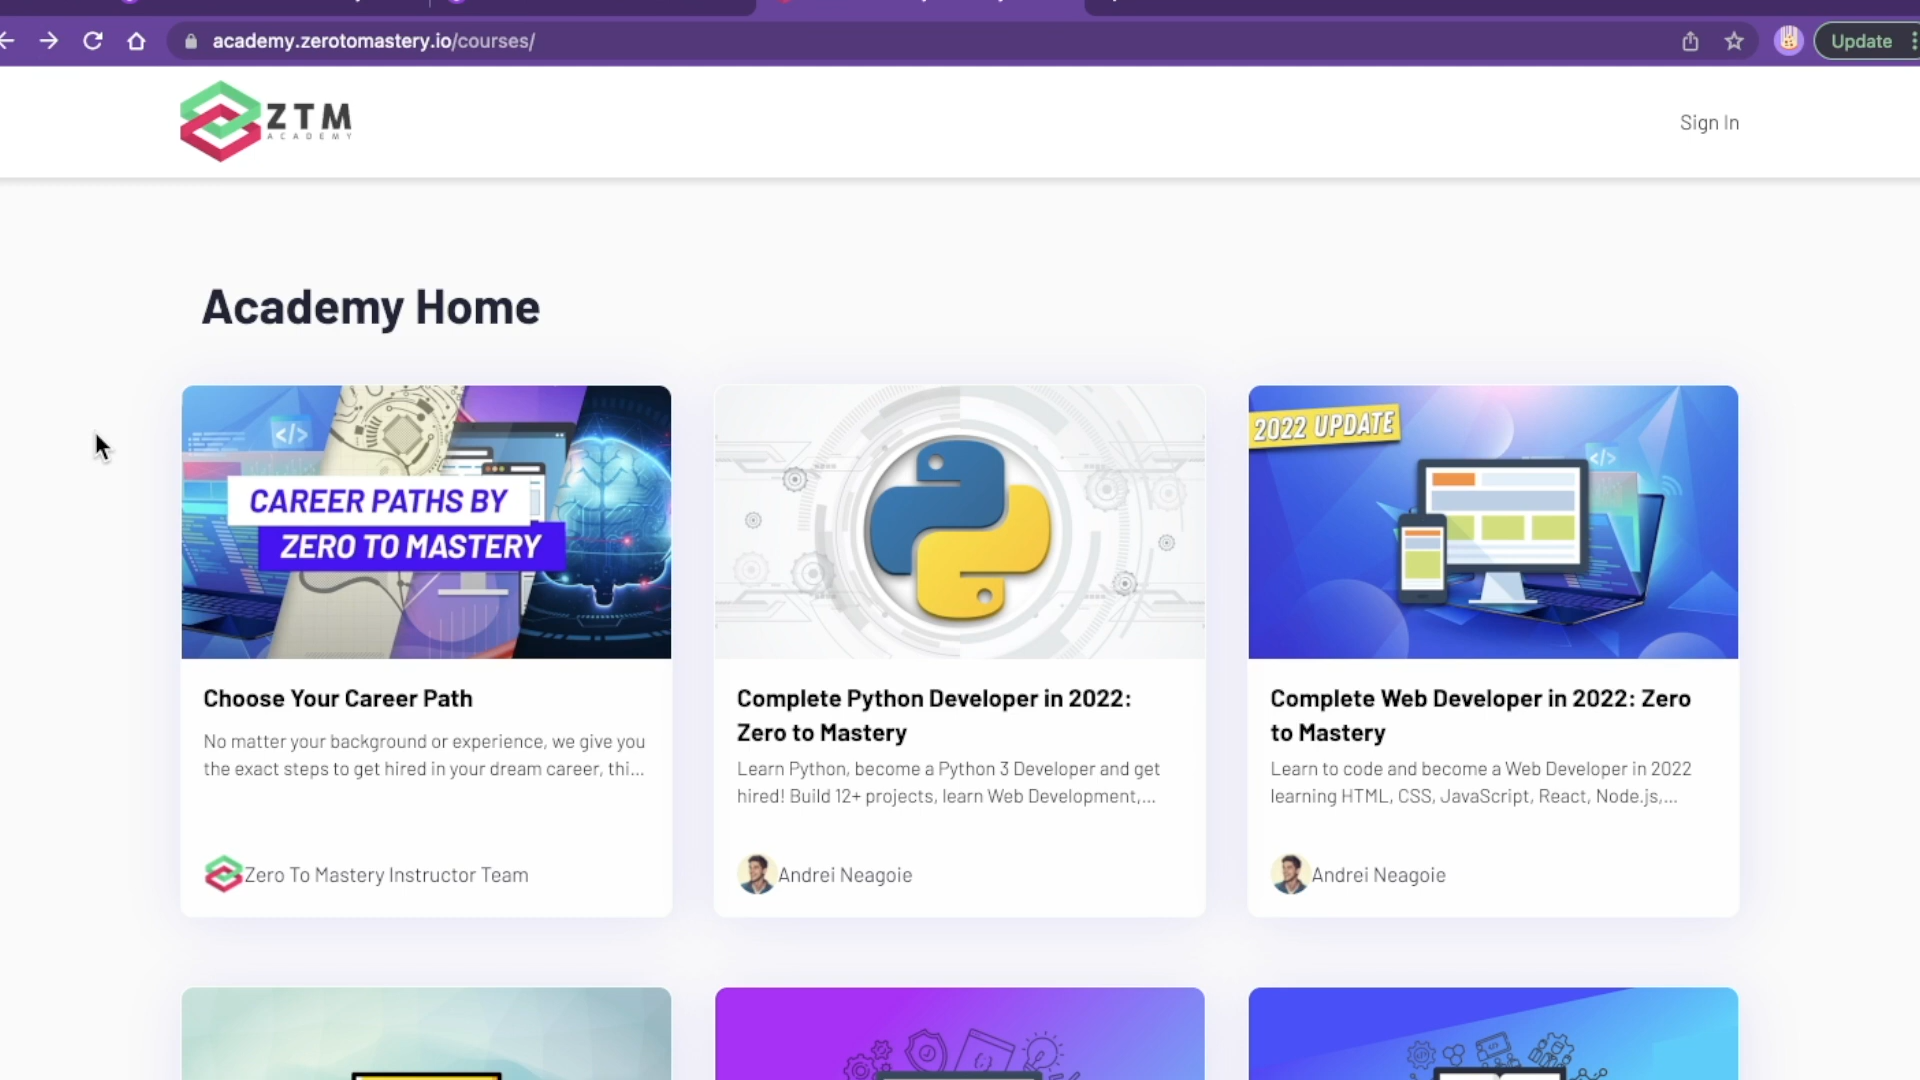 academy.zerotomastery.io/courses/
Update
ZTM
ACADEMY
Sign In
Academy Home
</>
CAREER PATHS BY
ZERO TO MASTERY
2022 UPDATE
</>
Choose Your Career Path
No matter your background or experience, we give you
the exact steps to get hired in your dream career, thi...
Zero To Mastery Instructor Team
Complete Python Developer in 2022:
Zero to Mastery
Learn Python, become a Python 3 Developer and get
hired! Build 12+ projects, learn Web Development,...
Andrei Neagoie
Complete Web Developer in 2022: Zero
to Mastery
Learn to code and become a Web Developer in 2022
learning HTML, CSS, JavaScript, React, Node.js,...
Andrei Neagoie